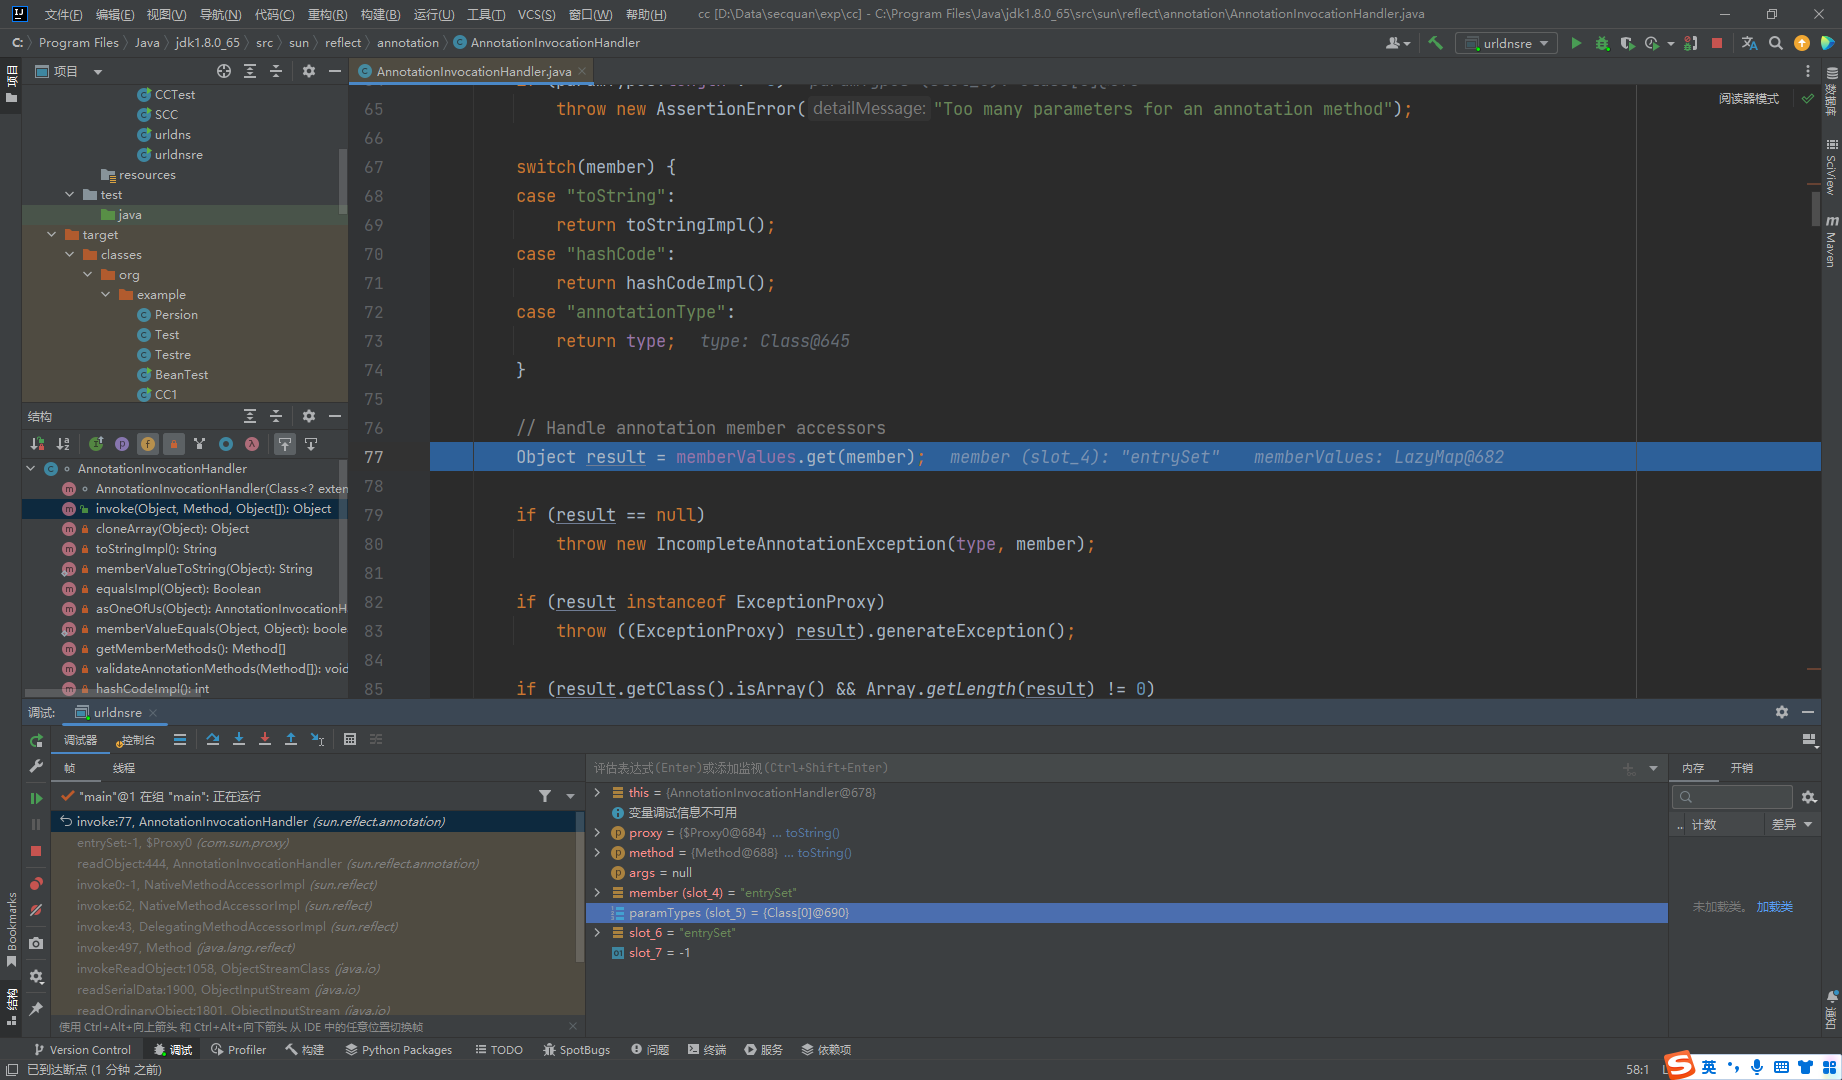 文件(F) 编辑(E) 视图(V) 导航(N) 代码(C) 重构(R) 构建(B) 运行(U) 工具(T) VCS(S) 窗口(W) 帮助(H) cc [D:\Data\secquan\exp\cc] - C:\Program Files\Java\jdk1.8.0_65\src\sun\reflect\annotation\AnnotationInvocationHandler.java
C: Program Files Java jdk1.8.0_65 src sun reflect annotation AnnotationInvocationHandler urldnsre
项目
AnnotationInvocationHandler.java
CCTest
SCC
urldns
urldnsre
resources
test
java
target
classes
org
example
Persion
Test
Testre
BeanTest
CC1
结构
AnnotationInvocationHandler
AnnotationInvocationHandler(Class<? exten
invoke(Object, Method, Object[]): Object
cloneArray(Object): Object
toStringImpl(): String
memberValueToString(Object): String
equalsImpl(Object): Boolean
asOneOfUs(Object): AnnotationInvocationH
memberValueEquals(Object, Object): boole
getMemberMethods(): Method[]
validateAnnotationMethods(Method[]): void
hashCodeImpl(): int
阅读器模式
65 throw new AssertionError( detailMessage: "Too many parameters for an annotation method");
66
67 switch(member) {
68 case "toString":
69 return toStringImpl();
70 case "hashCode":
71 return hashCodeImpl();
72 case "annotationType":
73 return type; type: Class@645
74 }
75
76 // Handle annotation member accessors
77 Object result = memberValues.get(member); member (slot_4): "entrySet" memberValues: LazyMap@682
78
79 if (result == null)
80 throw new IncompleteAnnotationException(type, member);
81
82 if (result instanceof ExceptionProxy)
83 throw ((ExceptionProxy) result).generateException();
84
85 if (result.getClass().isArray() && Array.getLength(result) != 0)
项目
Bookmarks
结构
数据库
SciView
Maven
通知
调试: urldnsre
调试器 控制台
帧 线程
"main"@1 在组 "main": 正在运行
invoke:77, AnnotationInvocationHandler (sun.reflect.annotation)
entrySet:-1, $Proxy0 (com.sun.proxy)
readObject:444, AnnotationInvocationHandler (sun.reflect.annotation)
invoke0:-1, NativeMethodAccessorImpl (sun.reflect)
invoke:62, NativeMethodAccessorImpl (sun.reflect)
invoke:43, DelegatingMethodAccessorImpl (sun.reflect)
invoke:497, Method (java.lang.reflect)
invokeReadObject:1058, ObjectStreamClass (java.io)
readSerialData:1900, ObjectInputStream (java.io)
readOrdinaryObject:1801, ObjectInputStream (java.io)
使用 Ctrl+Alt+向上箭头 和 Ctrl+Alt+向下箭头 从 IDE 中的任意位置切换帧
评估表达式(Enter)或添加监视(Ctrl+Shift+Enter)
this = {AnnotationInvocationHandler@678}
变量调试信息不可用
proxy = {$Proxy0@684} ... toString()
method = {Method@688} ... toString()
args = null
member (slot_4) = "entrySet"
paramTypes (slot_5) = {Class[0]@690}
slot_6 = "entrySet"
slot_7 = -1
内存 开销
.. 计数 差异
未加载类。 加载类
Version Control 调试 Profiler 构建 Python Packages TODO SpotBugs 问题 终端 服务 依赖项
已到达断点 (1 分钟 之前) 58:1
英